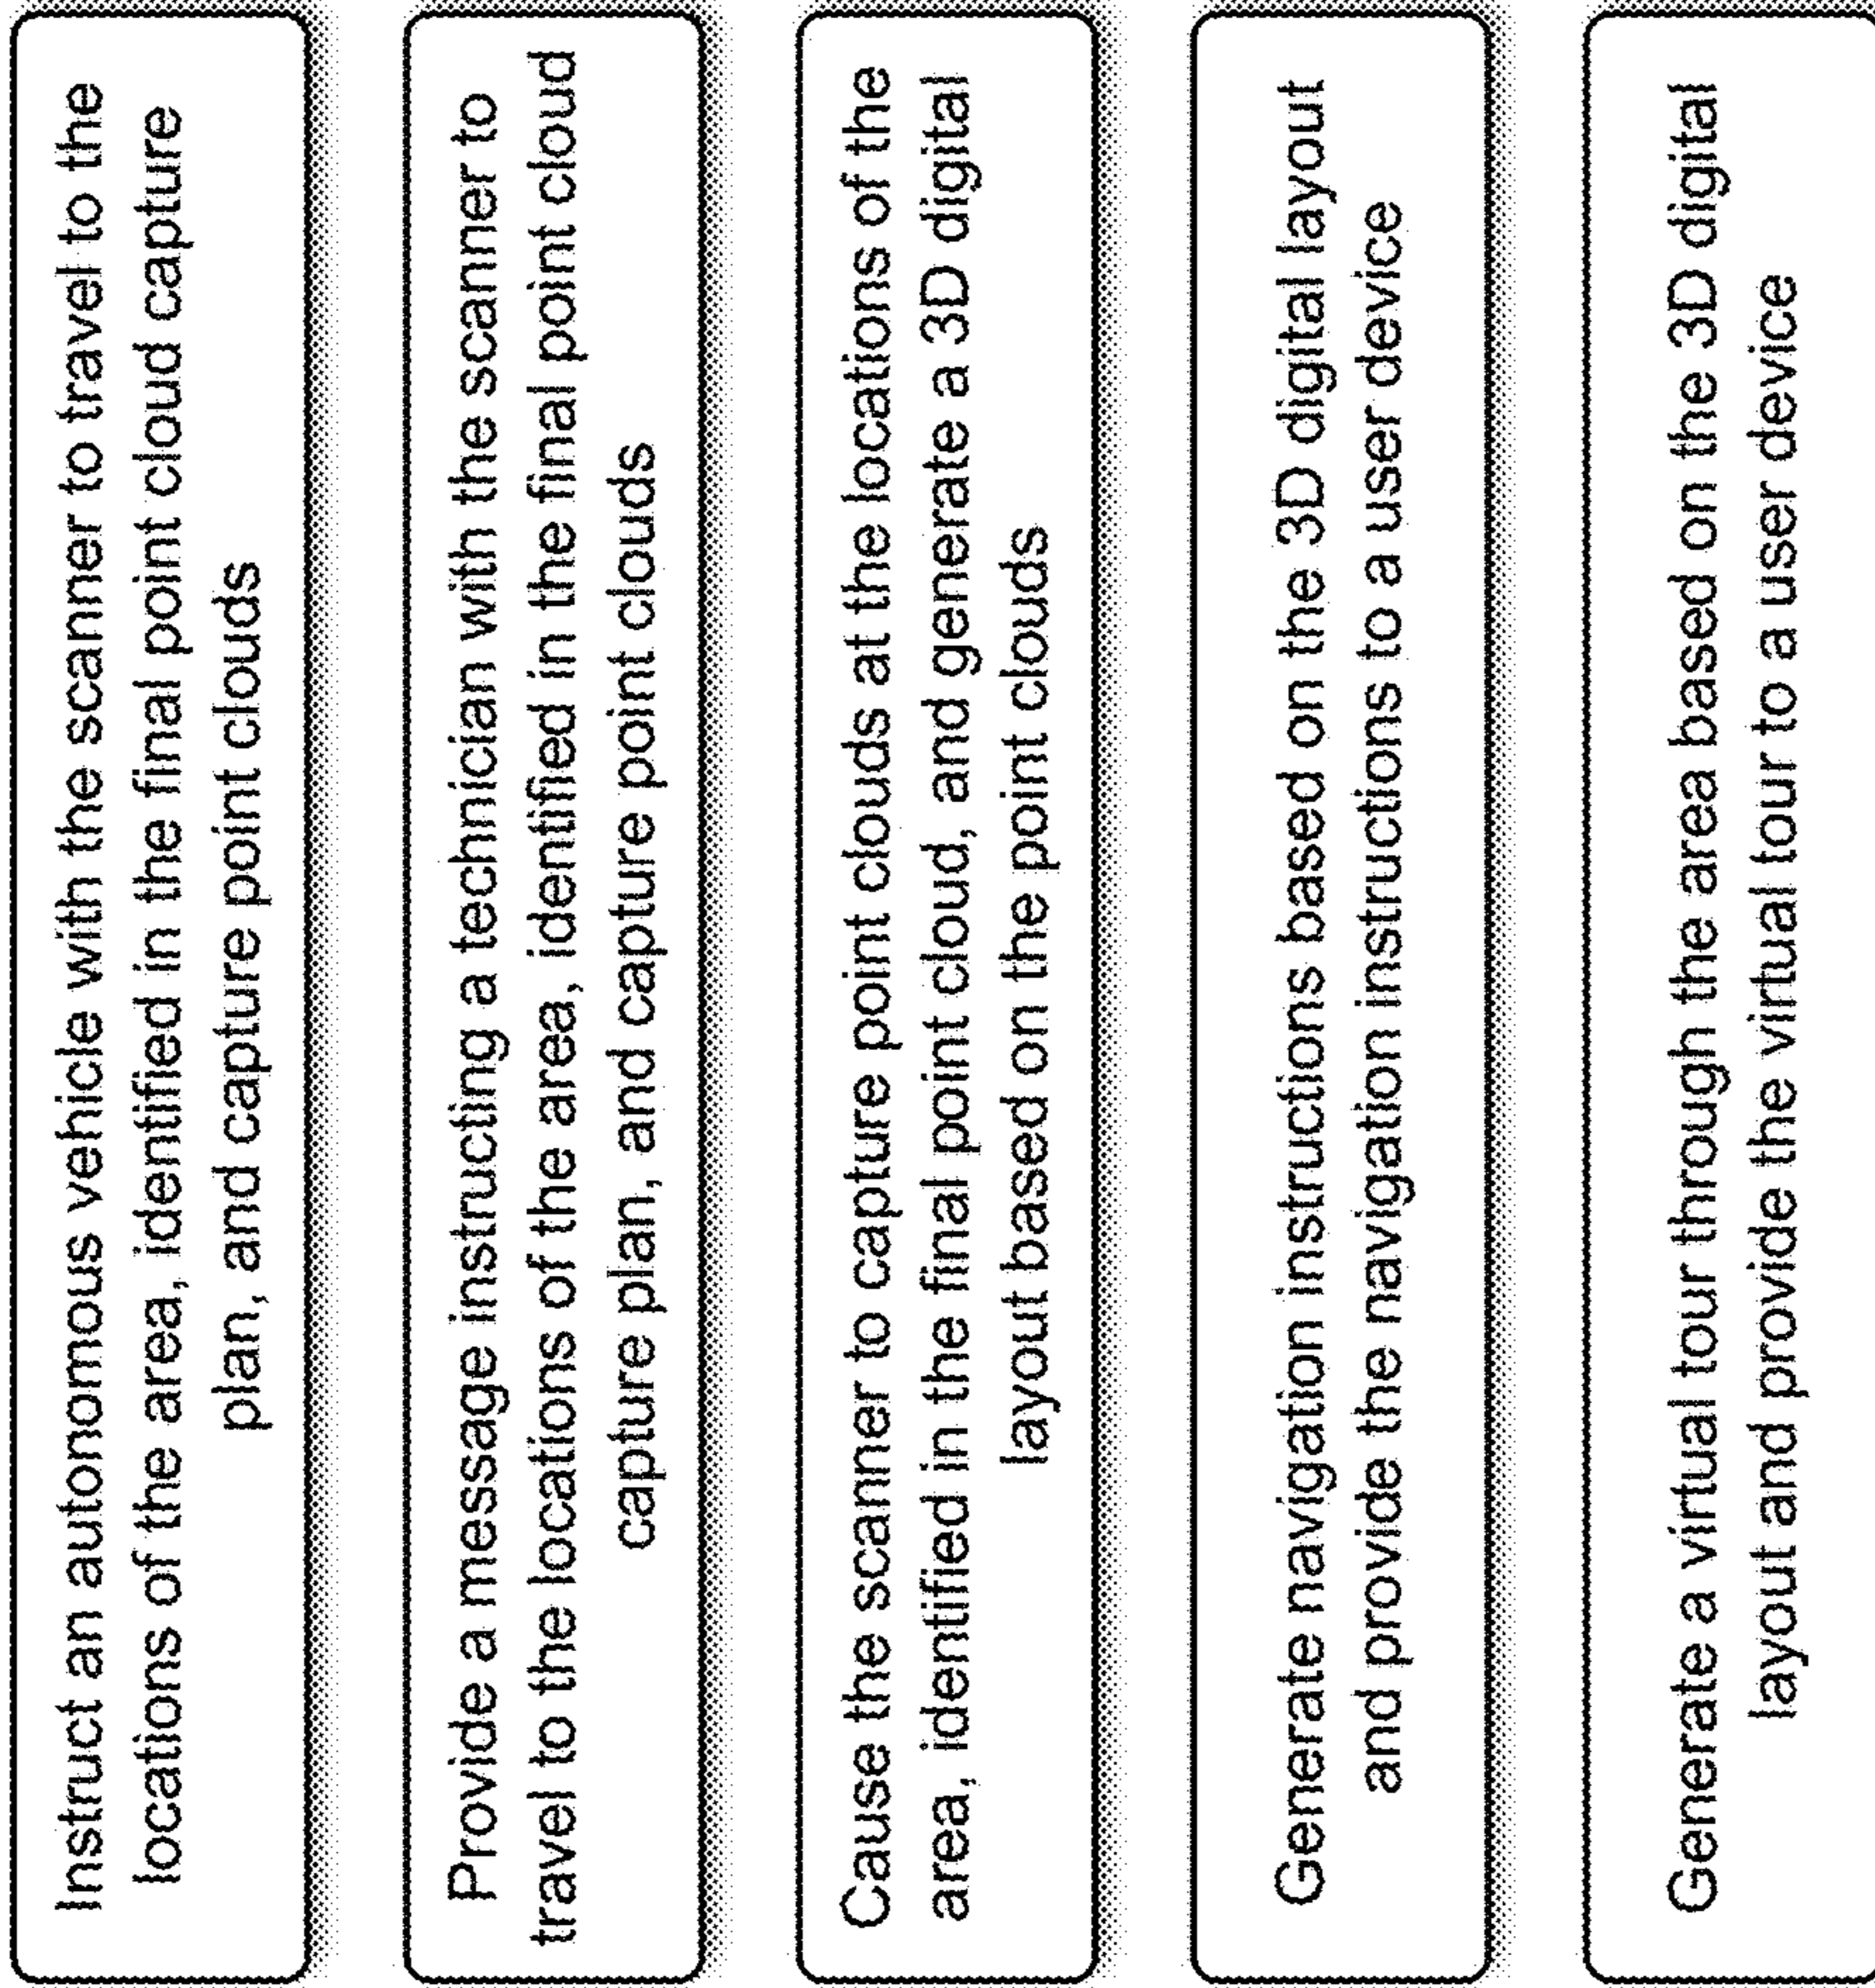 Instruct an autonomous vehicle with the scanner to travel to the
locations of the area, identified in the final point cloud capture
plan, and capture point clouds
Provide a message instructing a technician with the scanner to
travel to the locations of the area, identified in the final point cloud
capture plan, and capture point clouds
Cause the scanner to capture point clouds at the locations of the
area, identified in the final point cloud, and generate a 3D digital
layout based on the point clouds
Generate navigation instructions based on the 3D digital layout
and provide the navigation instructions to a user device
Generate a virtual tour through the area based on the 3D digital
layout and provide the virtual tour to a user device